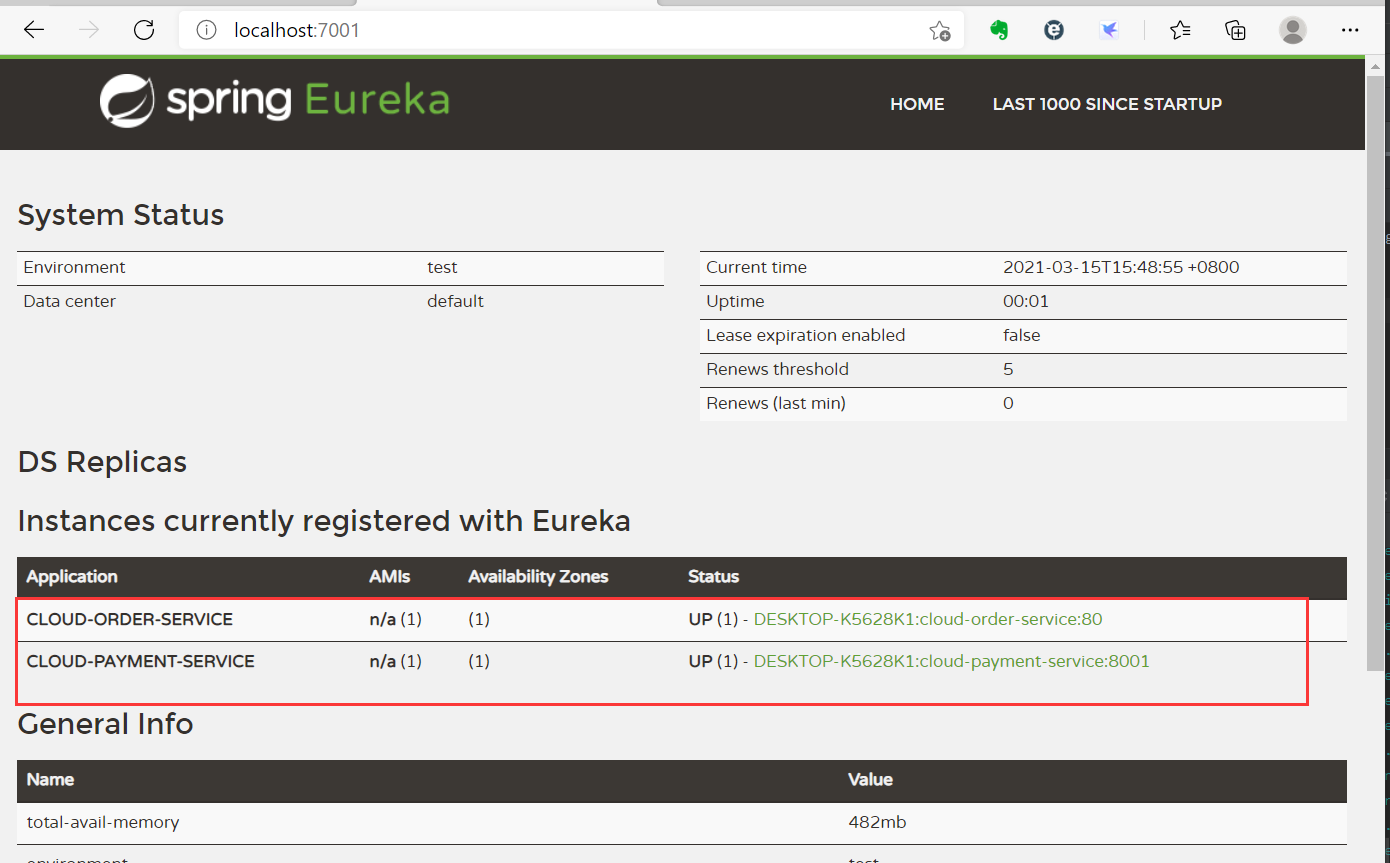 localhost:7001
spring Eureka
HOME LAST 1000 SINCE STARTUP
System Status
Environment test
Data center default
Current time 2021-03-15T15:48:55 +0800
Uptime 00:01
Lease expiration enabled false
Renews threshold 5
Renews (last min) 0
DS Replicas
Instances currently registered with Eureka
Application AMIs Availability Zones Status
CLOUD-ORDER-SERVICE n/a (1) (1) UP (1) - DESKTOP-K5628K1:cloud-order-service:80
CLOUD-PAYMENT-SERVICE n/a (1) (1) UP (1) - DESKTOP-K5628K1:cloud-payment-service:8001
General Info
Name Value
total-avail-memory 482mb
environment test